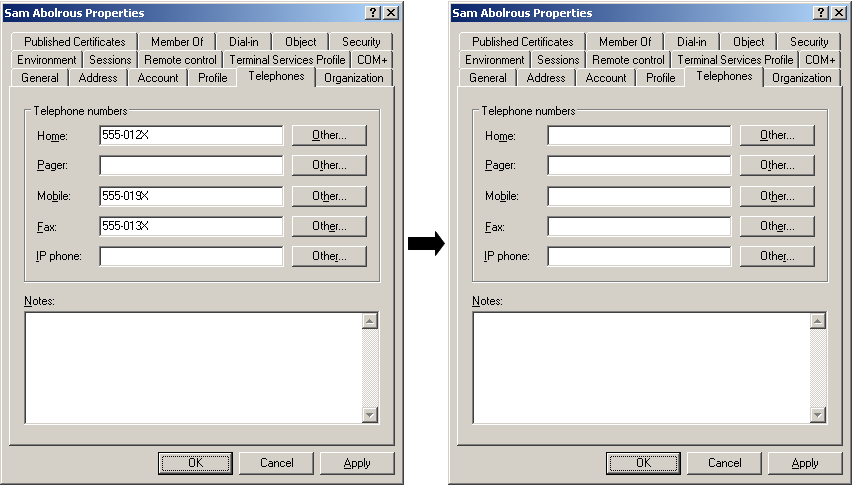 Sam Abolrous Properties
Published Certificates Member Of Dial-in Object Security
Environment Sessions Remote control Terminal Services Profile COM+
General Address Account Profile Telephones Organization
Telephone numbers
Home: 555-012X Other...
Pager: Other...
Mobile: 555-019X Other...
Fax: 555-013X Other...
IP phone: Other...
Notes:
OK Cancel Apply
Sam Abolrous Properties
Published Certificates Member Of Dial-in Object Security
Environment Sessions Remote control Terminal Services Profile COM+
General Address Account Profile Telephones Organization
Telephone numbers
Home: Other...
Pager: Other...
Mobile: Other...
Fax: Other...
IP phone: Other...
Notes:
OK Cancel Apply